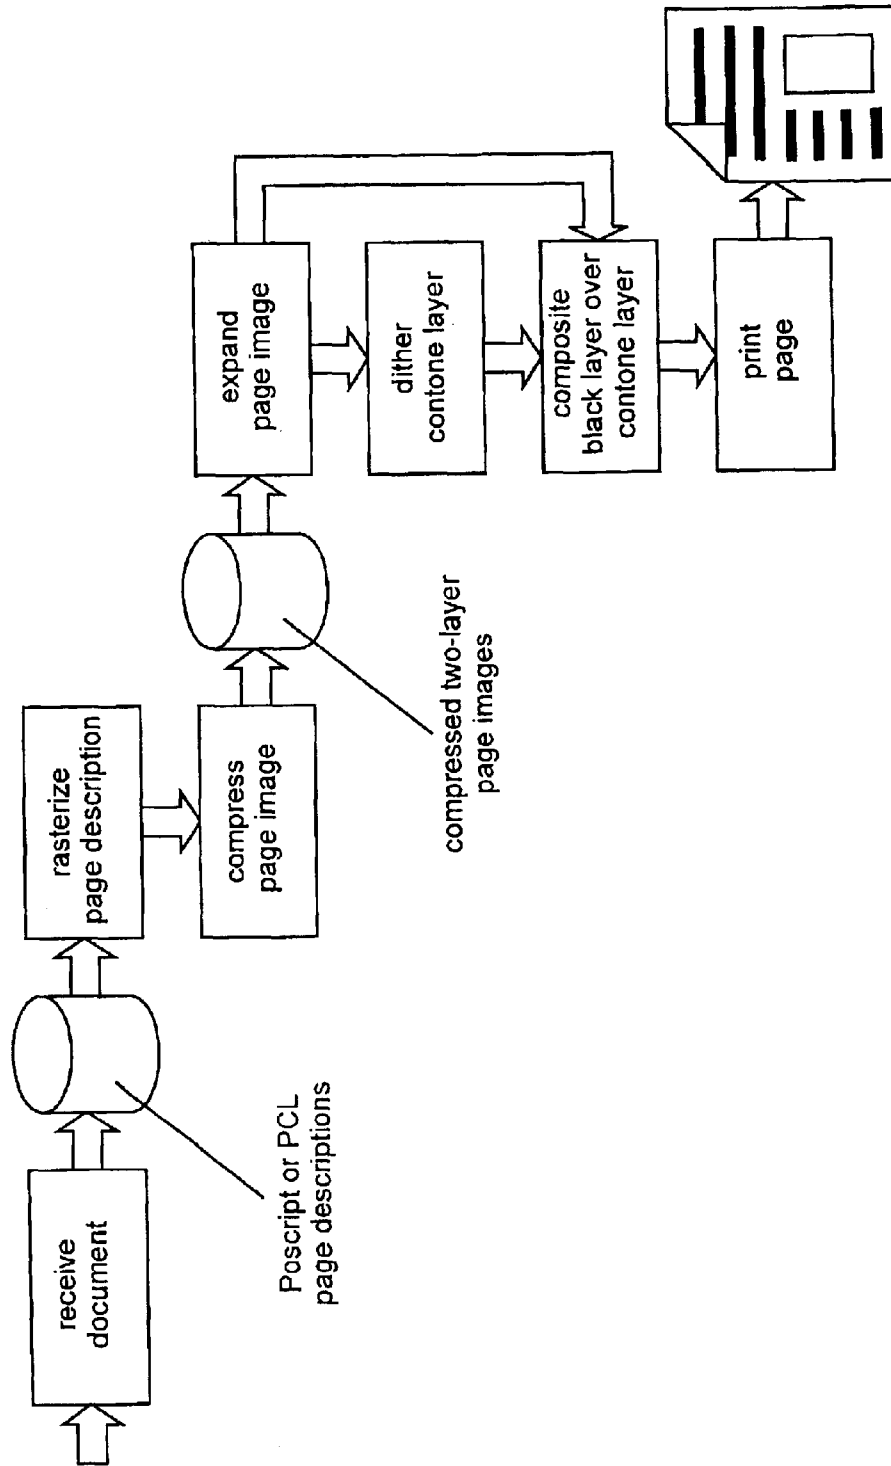 receive
document
Poscript or PCL
page descriptions
rasterize
page description
compress
page image
compressed two-layer
page images
expand
page image
dither
contone layer
composite
black layer over
contone layer
print
page